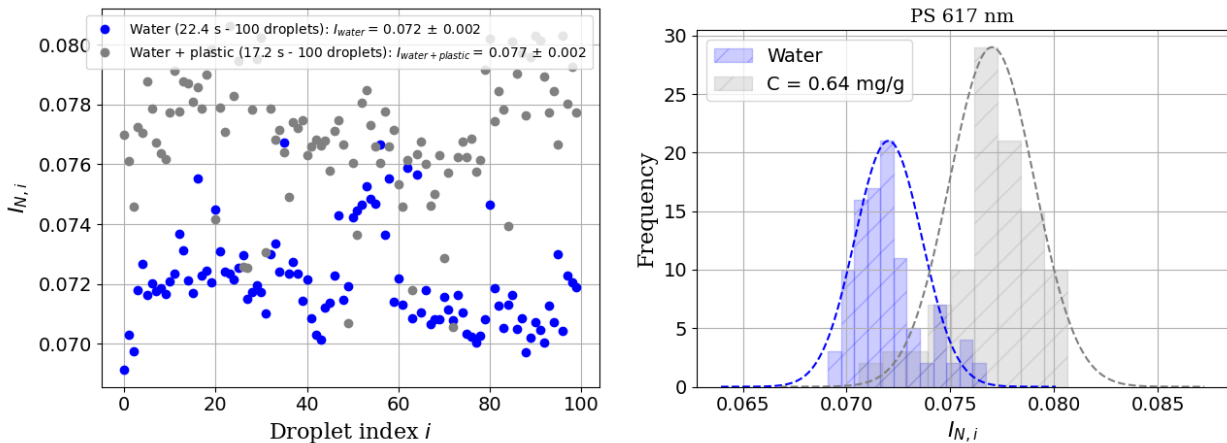 Water (22.4 s - 100 droplets): I_water = 0.072 ± 0.002
Water + plastic (17.2 s - 100 droplets): I_water+plastic = 0.077 ± 0.002
0.080
0.078
0.076
0.074
0.072
0.070
I_N, i
0 20 40 60 80 100
Droplet index i
PS 617 nm
Water
C = 0.64 mg/g
30
25
20
15
10
5
0
Frequency
0.065 0.070 0.075 0.080 0.085
I_N, i